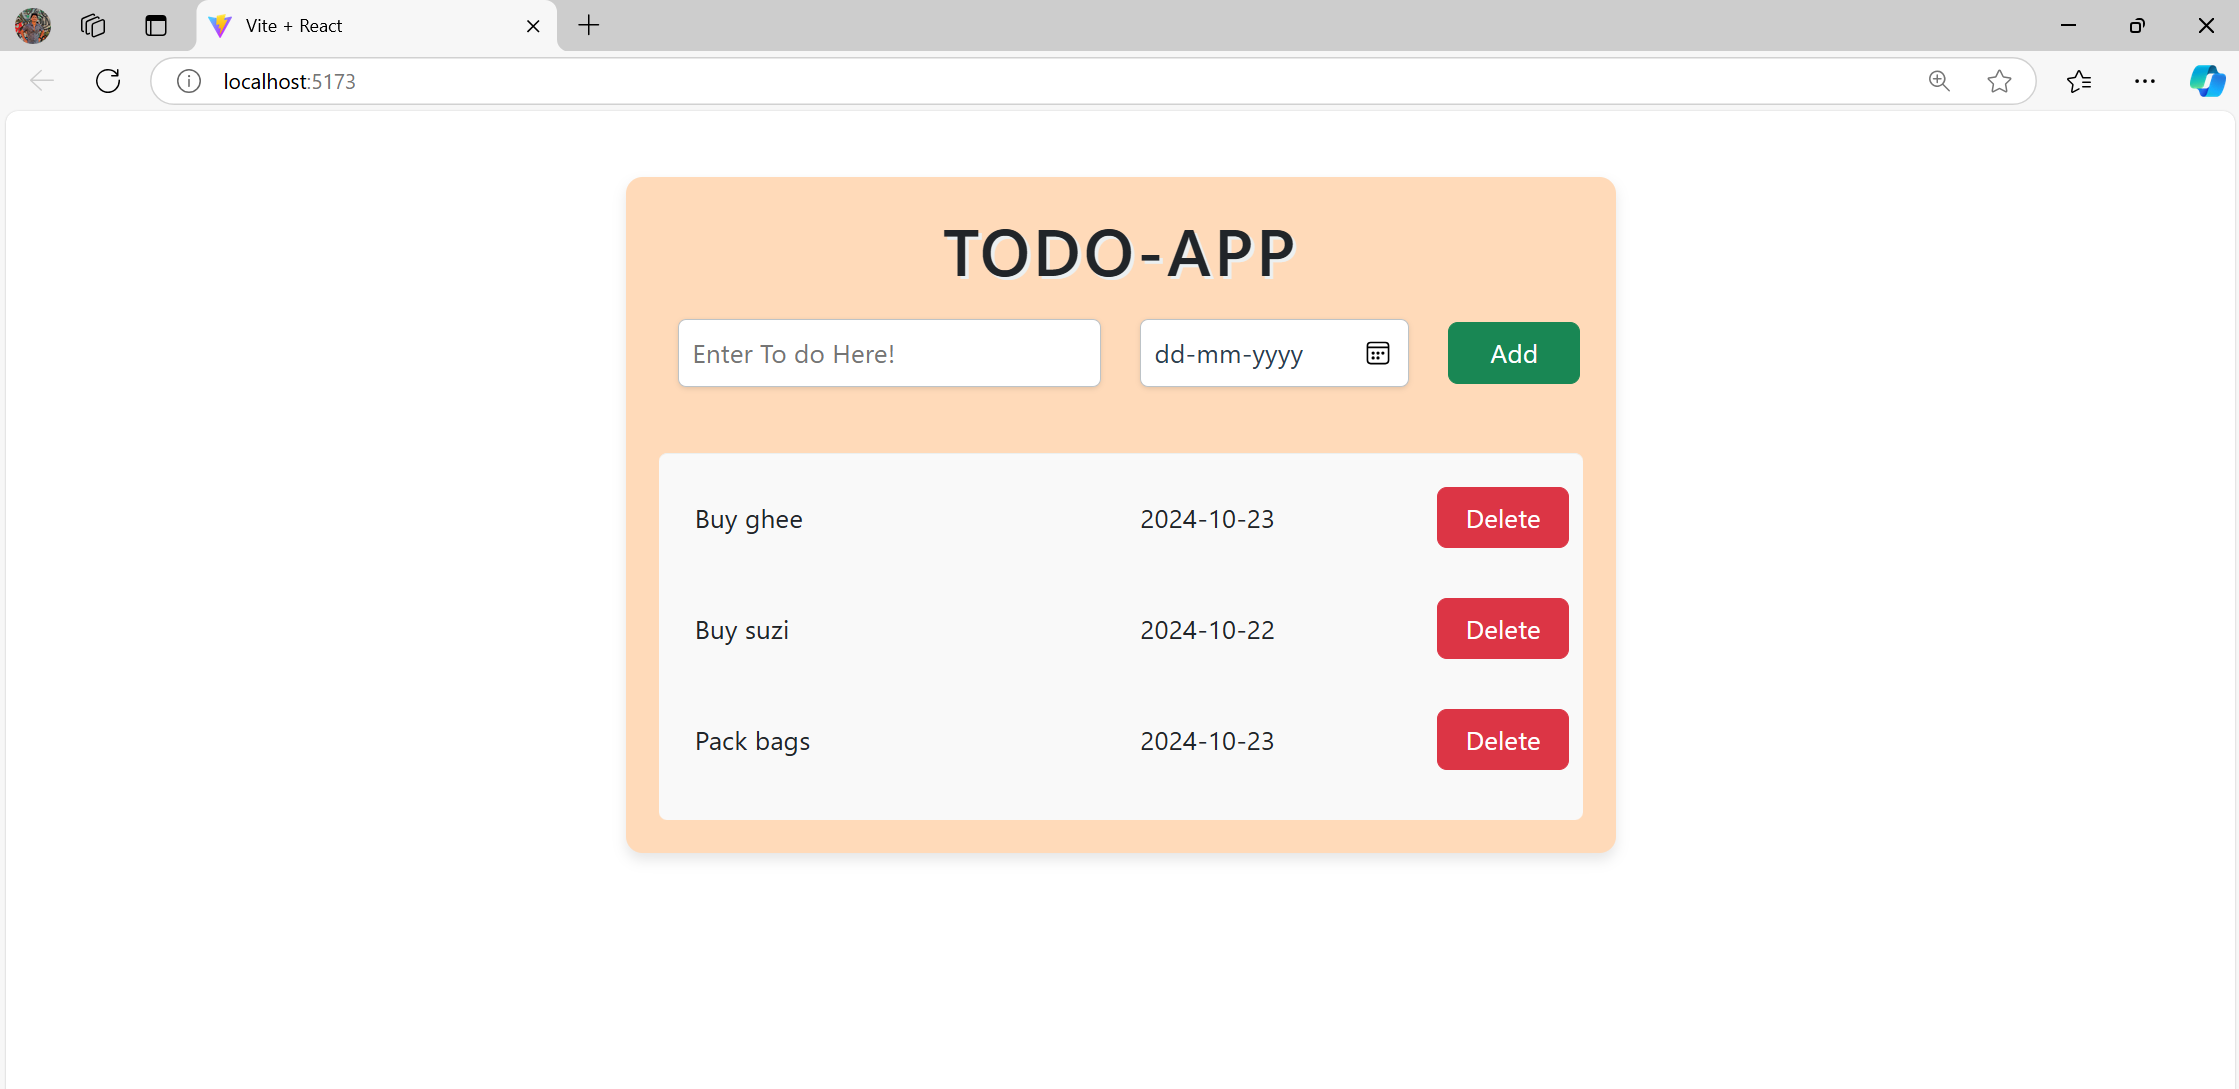 Vite + React
localhost:5173
TODO-APP
Enter To do Here! dd-mm-yyyy Add
Buy ghee 2024-10-23 Delete
Buy suzi 2024-10-22 Delete
Pack bags 2024-10-23 Delete